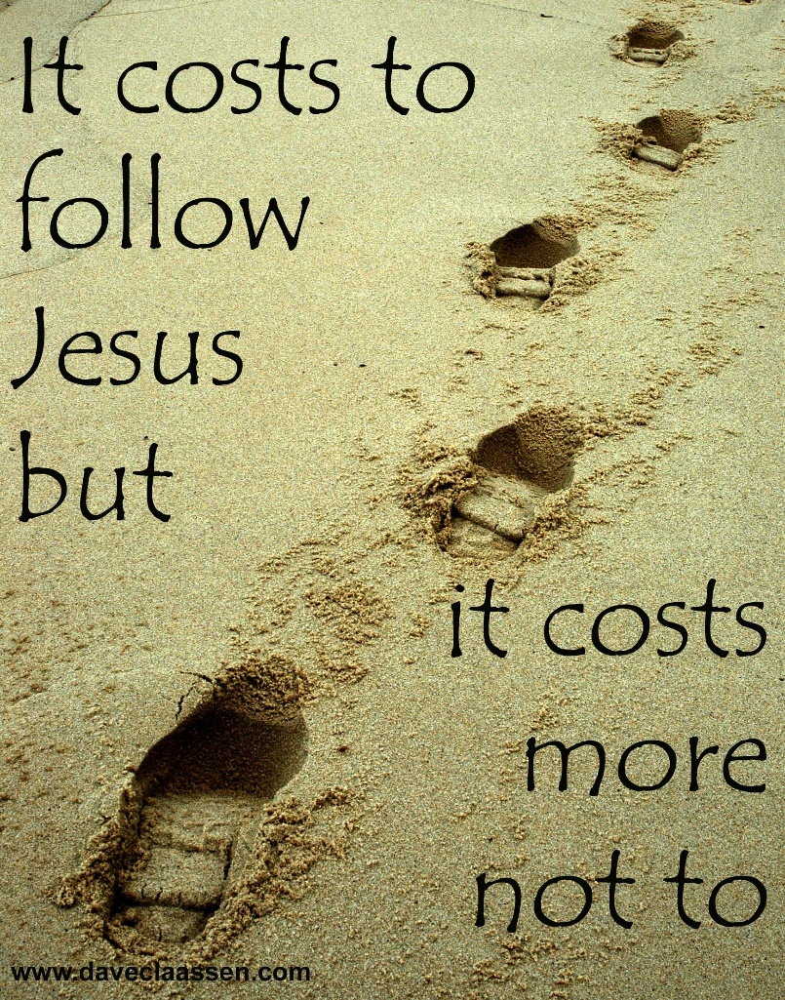 It costs to
follow
Jesus
but
it costs
more
not to
www.daveclaassen.com